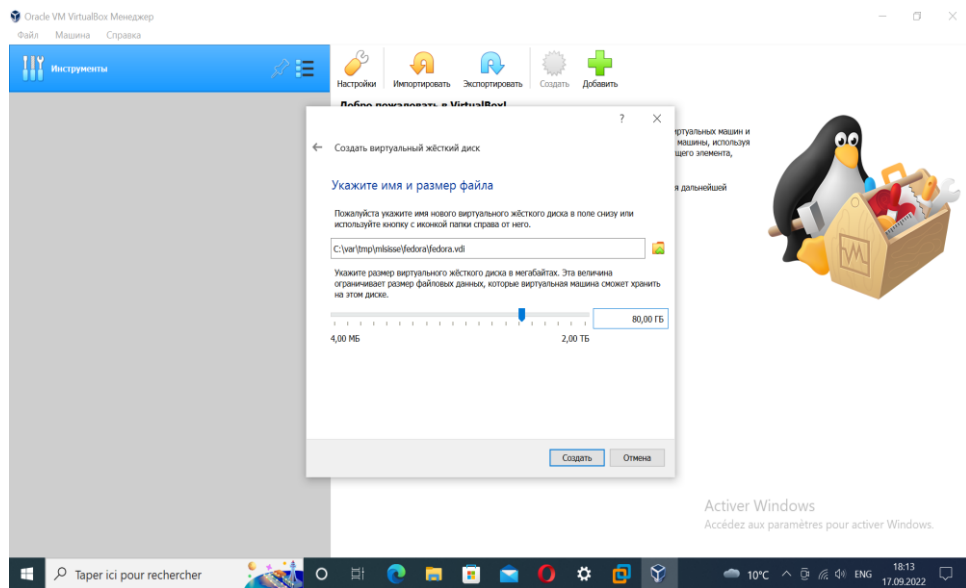 Oracle VM VirtualBox Менеджер
Файл Машина Справка
Инструменты
Настройки Импортировать Экспортировать Создать Добавить
Добро пожаловать в VirtualBox!
ртуальных машин и
машины, используя
щего элемента,
я дальнейшей
?
Создать виртуальный жёсткий диск
Укажите имя и размер файла
Пожалуйста укажите имя нового виртуального жёсткого диска в поле снизу или
используйте кнопку с иконкой папки справа от него.
C:\var\tmp\mlsisse\fedora\fedora.vdi
Укажите размер виртуального жёсткого диска в мегабайтах. Эта величина
ограничивает размер файловых данных, которые виртуальная машина сможет хранить
на этом диске.
80,00 ГБ
4,00 МБ 2,00 ТБ
Создать Отмена
Activer Windows
Accédez aux paramètres pour activer Windows.
Taper ici pour rechercher
10°C ENG 18:13
17.09.2022